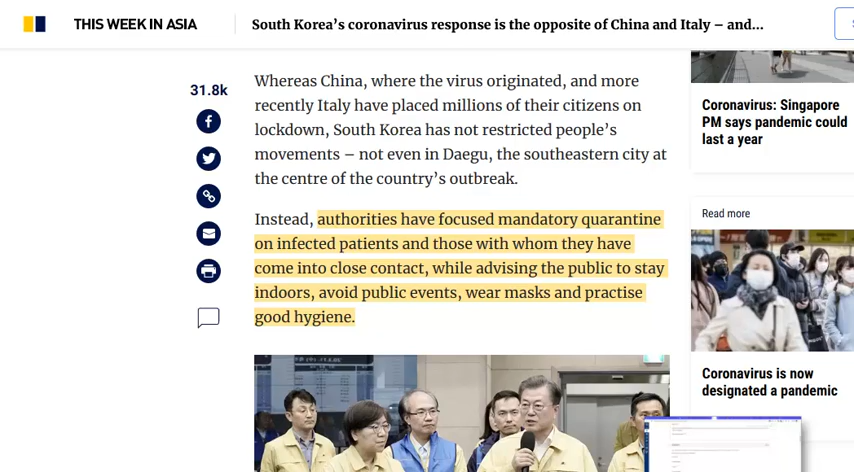 THIS WEEK IN ASIA
South Korea’s coronavirus response is the opposite of China and Italy – and...
31.8k
Whereas China, where the virus originated, and more
recently Italy have placed millions of their citizens on
lockdown, South Korea has not restricted people’s
movements – not even in Daegu, the southeastern city at
the centre of the country’s outbreak.
Instead, authorities have focused mandatory quarantine
on infected patients and those with whom they have
come into close contact, while advising the public to stay
indoors, avoid public events, wear masks and practise
good hygiene.
Coronavirus: Singapore
PM says pandemic could
last a year
Read more
Coronavirus is now
designated a pandemic